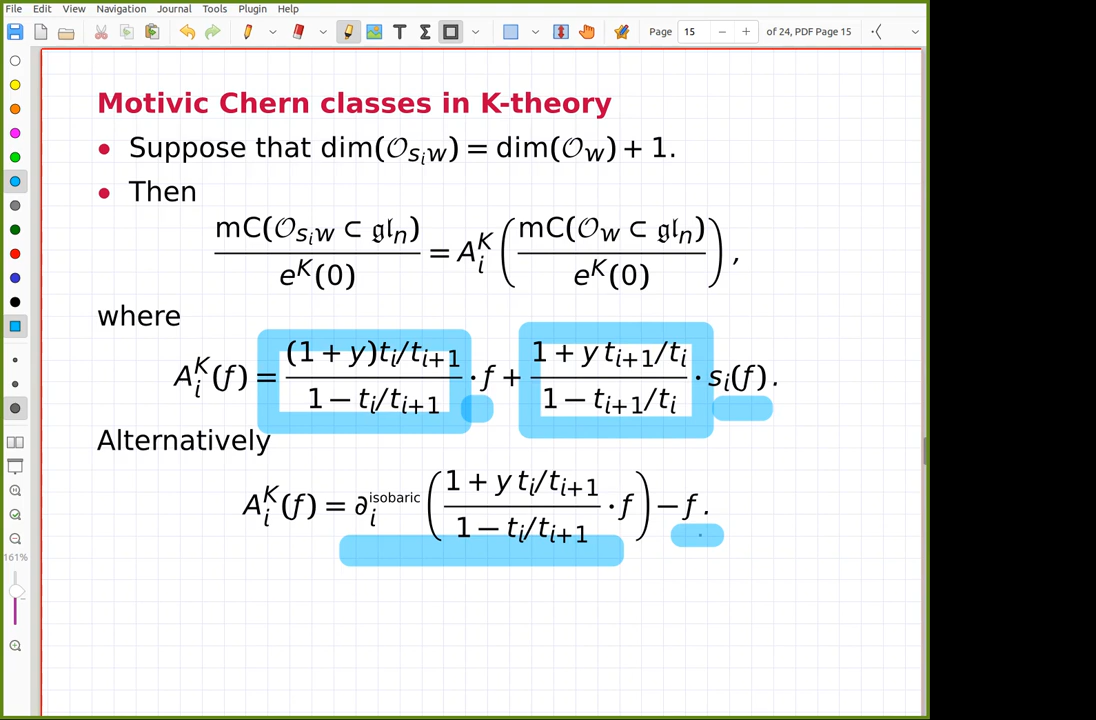 File Edit View Navigation Journal Tools Plugin Help
Page 15 of 24, PDF Page 15
Motivic Chern classes in K-theory
• Suppose that dim(𝒪_{s_i w}) = dim(𝒪_w) + 1.
• Then
mC(𝒪_{s_i w} ⊂ 𝔤𝔩_n) / e^K(0) = A_i^K ( mC(𝒪_w ⊂ 𝔤𝔩_n) / e^K(0) ),
where
A_i^K(f) = (1 + y)t_i/t_{i+1} / (1 − t_i/t_{i+1}) · f + (1 + y t_{i+1}/t_i) / (1 − t_{i+1}/t_i) · s_i(f).
Alternatively
A_i^K(f) = ∂_i^{isobaric} ( (1 + y t_i/t_{i+1}) / (1 − t_i/t_{i+1}) · f ) − f.
161%